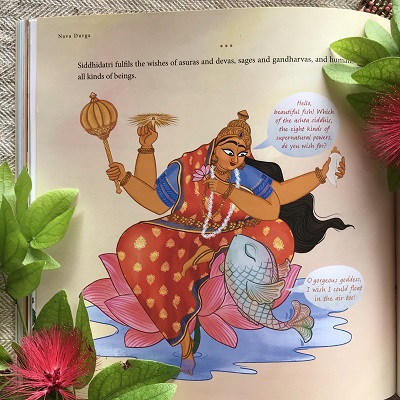 Nava Durga
Siddhidatri fulfils the wishes of asuras and devas, sages and gandharvas, and human
all kinds of beings.
Hello,
beautiful fish! Which
of the ashta siddhis,
the eight kinds of
supernatural powers,
do you wish for?
O gorgeous goddess,
I wish I could float
in the air too!